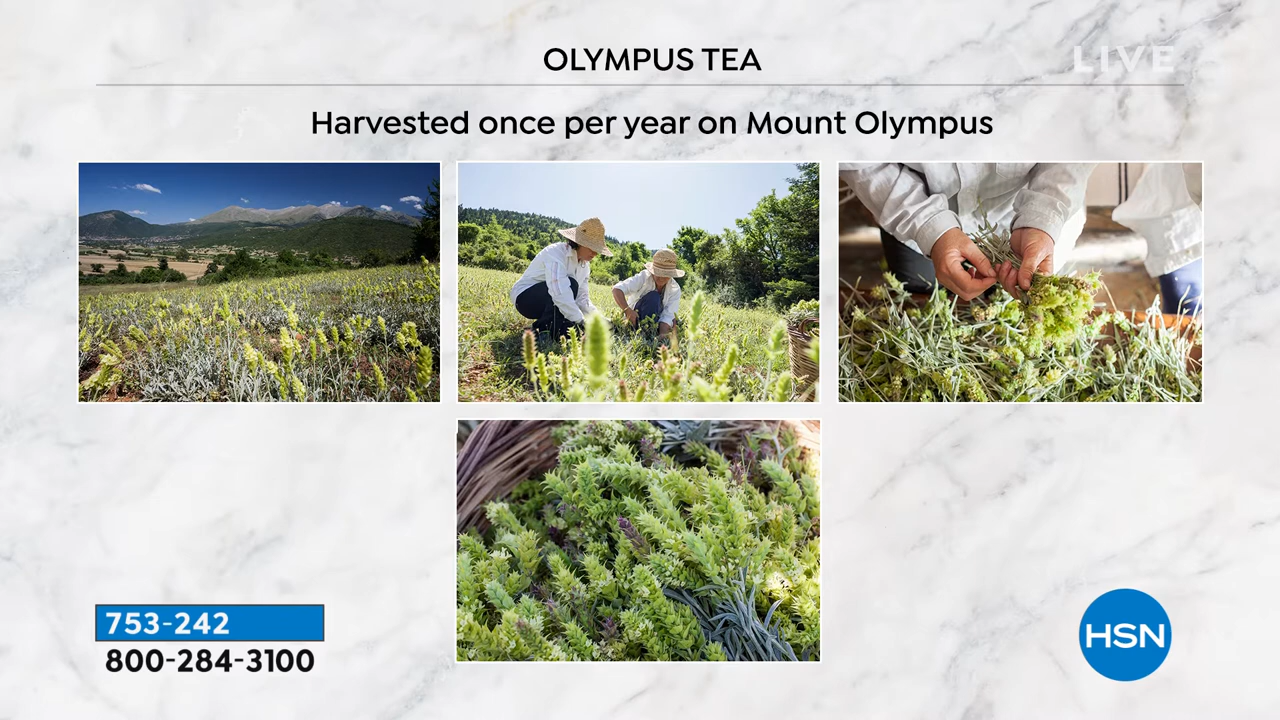 OLYMPUS TEA
LIVE
Harvested once per year on Mount Olympus
753-242
800-284-3100
HSN